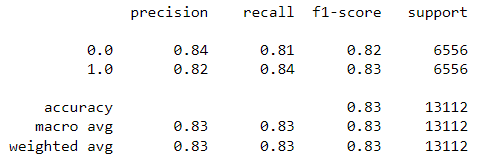 precision recall f1-score support
0.0 0.84 0.81 0.82 6556
1.0 0.82 0.84 0.83 6556
accuracy 0.83 13112
macro avg 0.83 0.83 0.83 13112
weighted avg 0.83 0.83 0.83 13112